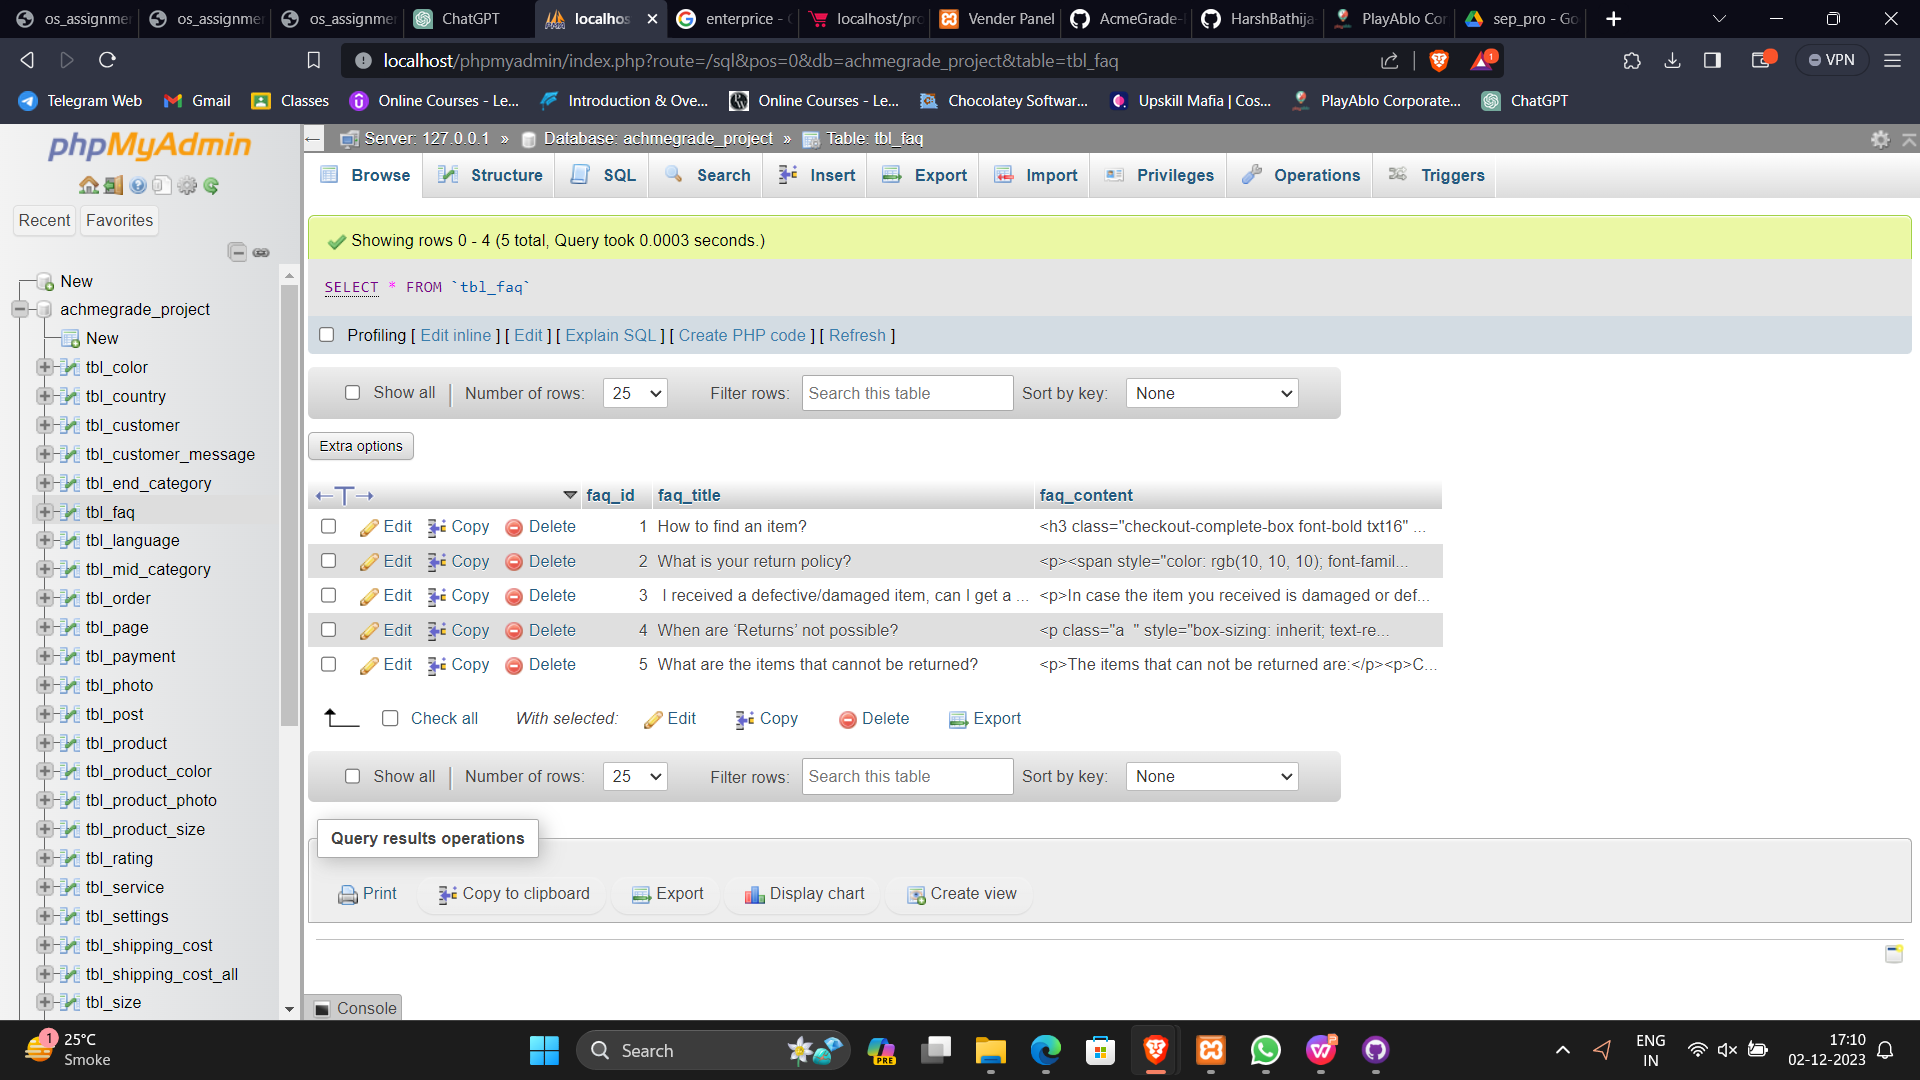 os_assignmen
os_assignmen
os_assignmen
ChatGPT
localhos
enterprice - G
localhost/pro
Vender Panel
AcmeGrade-
HarshBathija
PlayAblo Cor
sep_pro - Go
localhost/phpmyadmin/index.php?route=/sql&pos=0&db=achmegrade_project&table=tbl_faq
1
VPN
Telegram Web
Gmail
Classes
Online Courses - Le...
Introduction & Ove...
Online Courses - Le...
Chocolatey Softwar...
Upskill Mafia | Cos...
PlayAblo Corporate...
ChatGPT
phpMyAdmin
Recent
Favorites
New
achmegrade_project
New
tbl_color
tbl_country
tbl_customer
tbl_customer_message
tbl_end_category
tbl_faq
tbl_language
tbl_mid_category
tbl_order
tbl_page
tbl_payment
tbl_photo
tbl_post
tbl_product
tbl_product_color
tbl_product_photo
tbl_product_size
tbl_rating
tbl_service
tbl_settings
tbl_shipping_cost
tbl_shipping_cost_all
tbl_size
Server: 127.0.0.1 » Database: achmegrade_project » Table: tbl_faq
Browse
Structure
SQL
Search
Insert
Export
Import
Privileges
Operations
Triggers
Showing rows 0 - 4 (5 total, Query took 0.0003 seconds.)
SELECT * FROM `tbl_faq`
Profiling [ Edit inline ] [ Edit ] [ Explain SQL ] [ Create PHP code ] [ Refresh ]
Show all | Number of rows: 25 Filter rows: Search this table Sort by key: None
Extra options
faq_id faq_title faq_content
Edit Copy Delete 1 How to find an item? <h3 class="checkout-complete-box font-bold txt16" ...
Edit Copy Delete 2 What is your return policy? <p><span style="color: rgb(10, 10, 10); font-famil...
Edit Copy Delete 3 I received a defective/damaged item, can I get a ... <p>In case the item you received is damaged or def...
Edit Copy Delete 4 When are ‘Returns’ not possible? <p class="a " style="box-sizing: inherit; text-re...
Edit Copy Delete 5 What are the items that cannot be returned? <p>The items that can not be returned are:</p><p>C...
Check all With selected: Edit Copy Delete Export
Show all | Number of rows: 25 Filter rows: Search this table Sort by key: None
Query results operations
Print
Copy to clipboard
Export
Display chart
Create view
Console
1
25°C
Smoke
Search
PRE
ENG
IN
17:10
02-12-2023